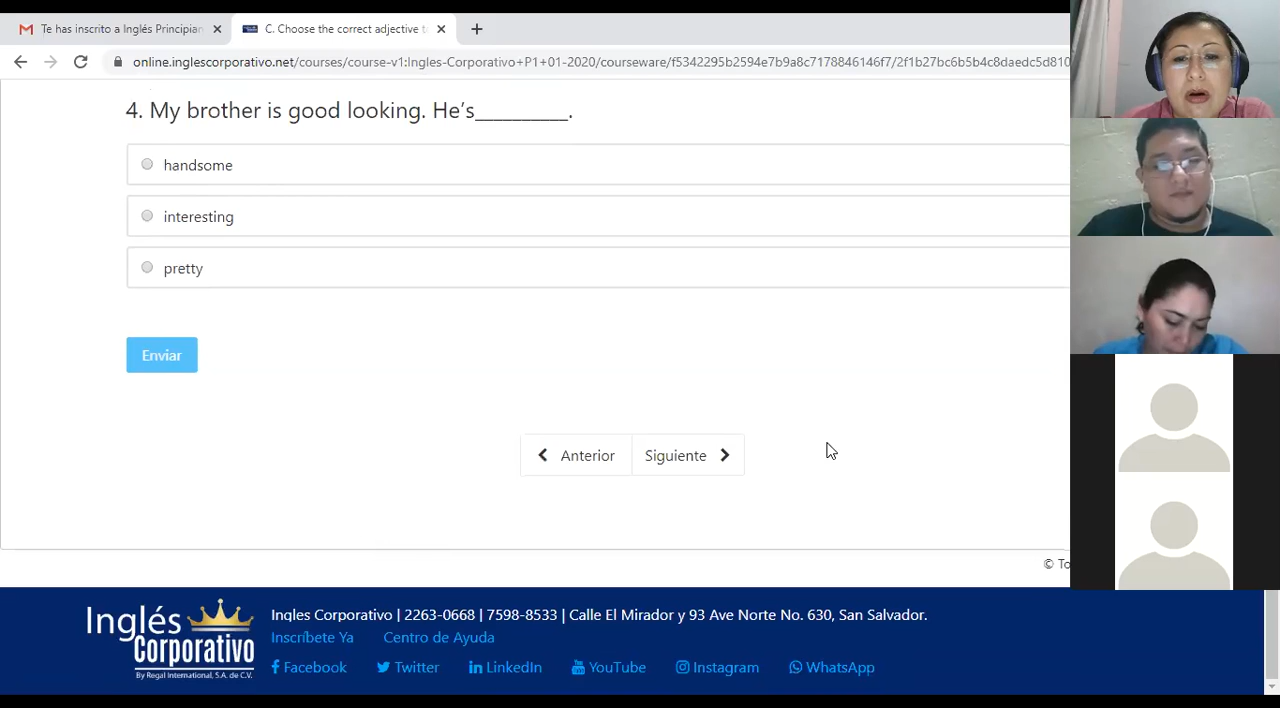 Te has inscrito a Inglés Principian
C. Choose the correct adjective t
online.inglescorporativo.net/courses/course-v1:Ingles-Corporativo+P1+01-2020/courseware/f5342295b2594e7b9a8c7178846146f7/2f1b27bc6b5b4c8daedc5d810
4. My brother is good looking. He’s__________.
handsome
interesting
pretty
Enviar
Anterior Siguiente
© To
Inglés Corporativo
By Regal International, S.A. de C.V.
Ingles Corporativo | 2263-0668 | 7598-8533 | Calle El Mirador y 93 Ave Norte No. 630, San Salvador.
Inscríbete Ya Centro de Ayuda
Facebook Twitter LinkedIn YouTube Instagram WhatsApp